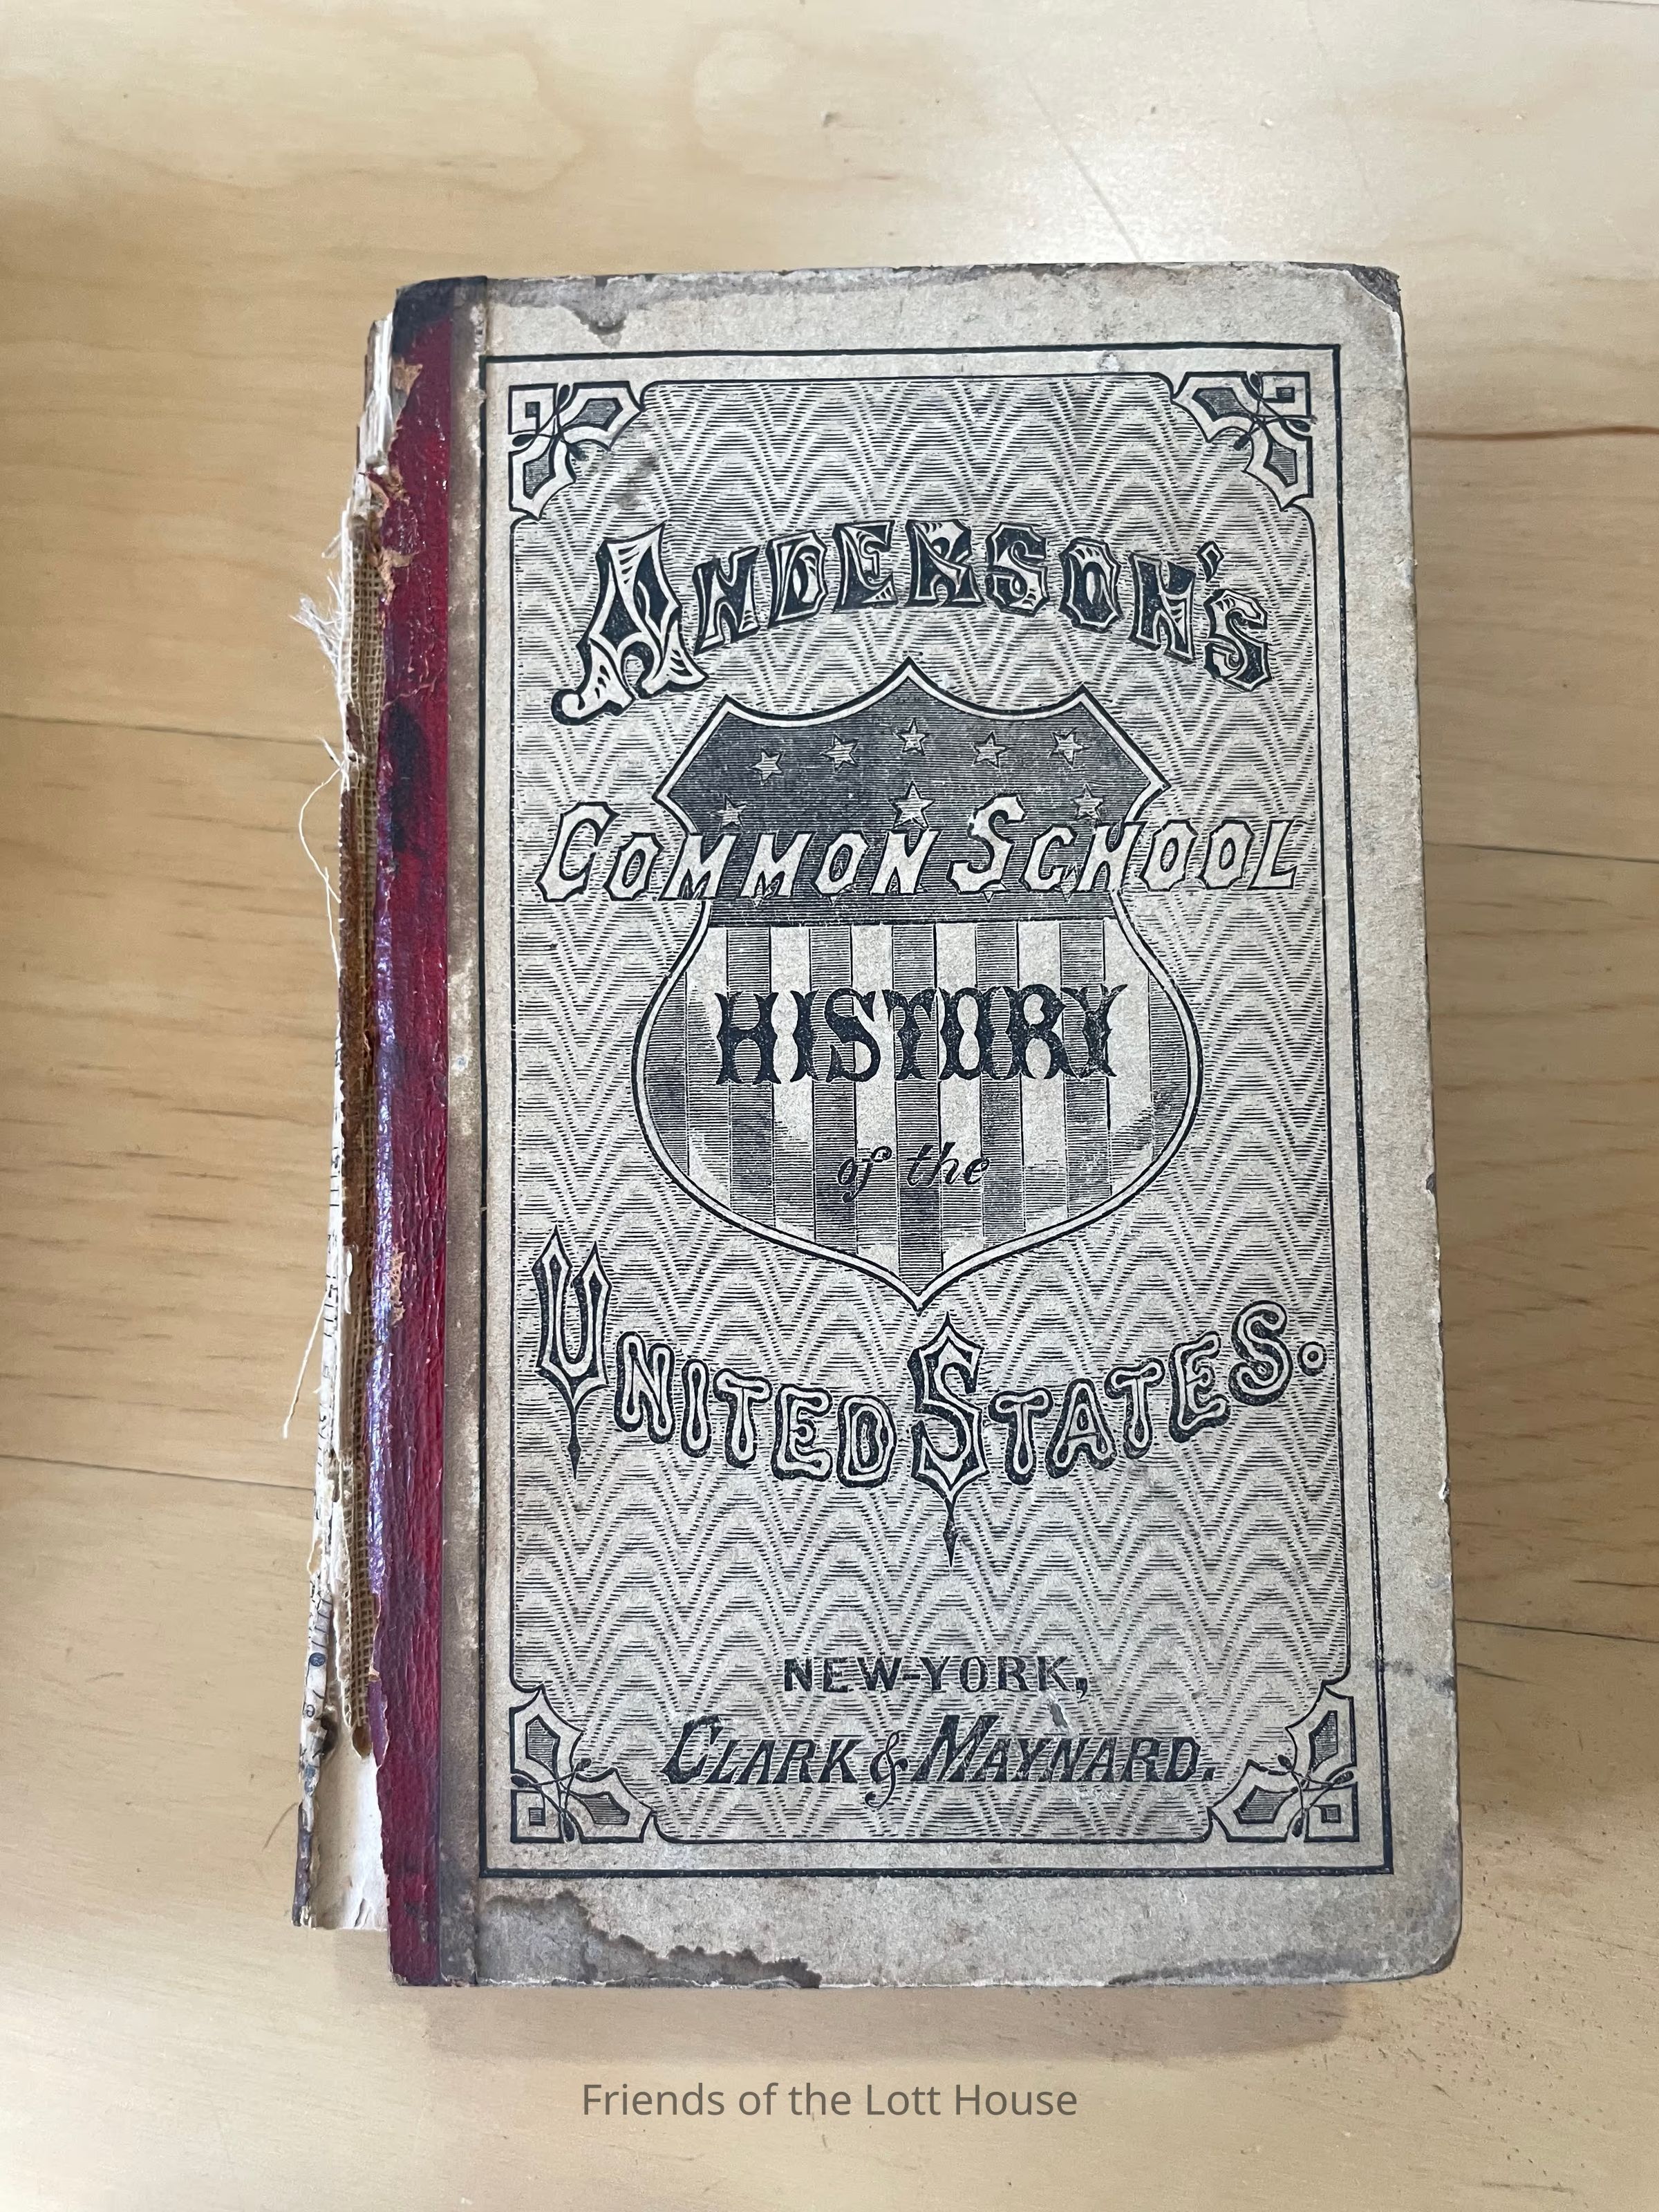 ANDERSON'S
COMMON SCHOOL
HISTORY
of the
UNITED STATES.
NEW-YORK,
CLARK & MAYNARD.
Friends of the Lott House